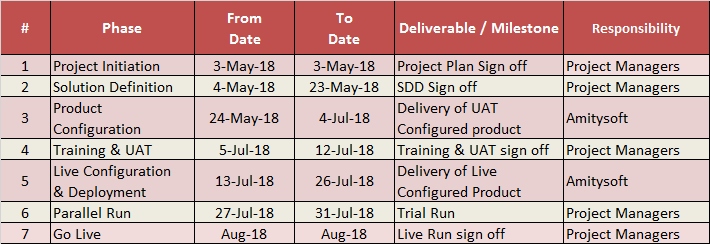 # Phase From Date To Date Deliverable / Milestone Responsibility
1 Project Initiation 3-May-18 3-May-18 Project Plan Sign off Project Managers
2 Solution Definition 4-May-18 23-May-18 SDD Sign off Project Managers
3 Product Configuration 24-May-18 4-Jul-18 Delivery of UAT Configured product Amitysoft
4 Training & UAT 5-Jul-18 12-Jul-18 Training & UAT sign off Project Managers
5 Live Configuration & Deployment 13-Jul-18 26-Jul-18 Delivery of Live Configured Product Amitysoft
6 Parallel Run 27-Jul-18 31-Jul-18 Trial Run Project Managers
7 Go Live Aug-18 Aug-18 Live Run sign off Project Managers